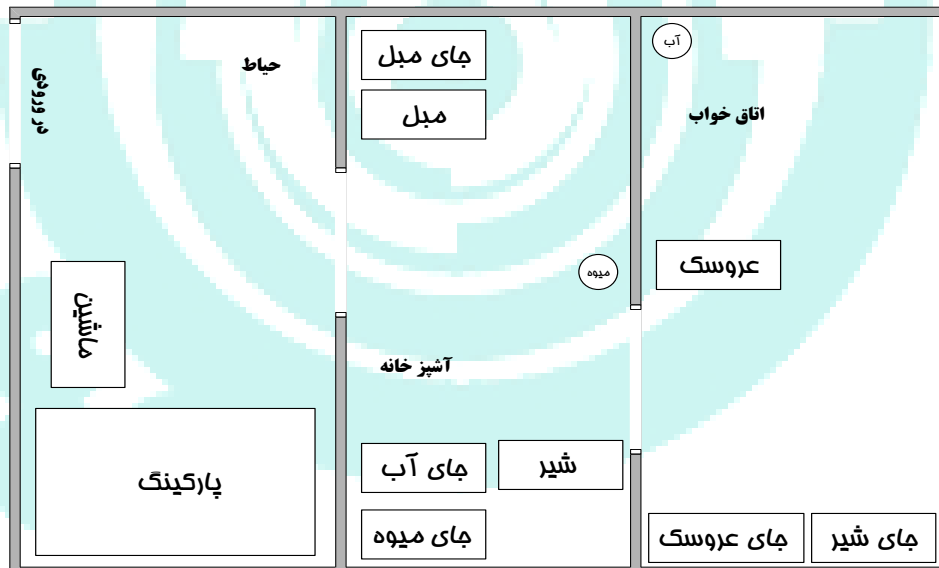 آب
جای مبل
حیاط
در ورودی
مبل
اتاق خواب
عروسک
میوه
ماشین
آشپز خانه
شیر
جای آب
پارکینگ
جای شیر
جای عروسک
جای میوه